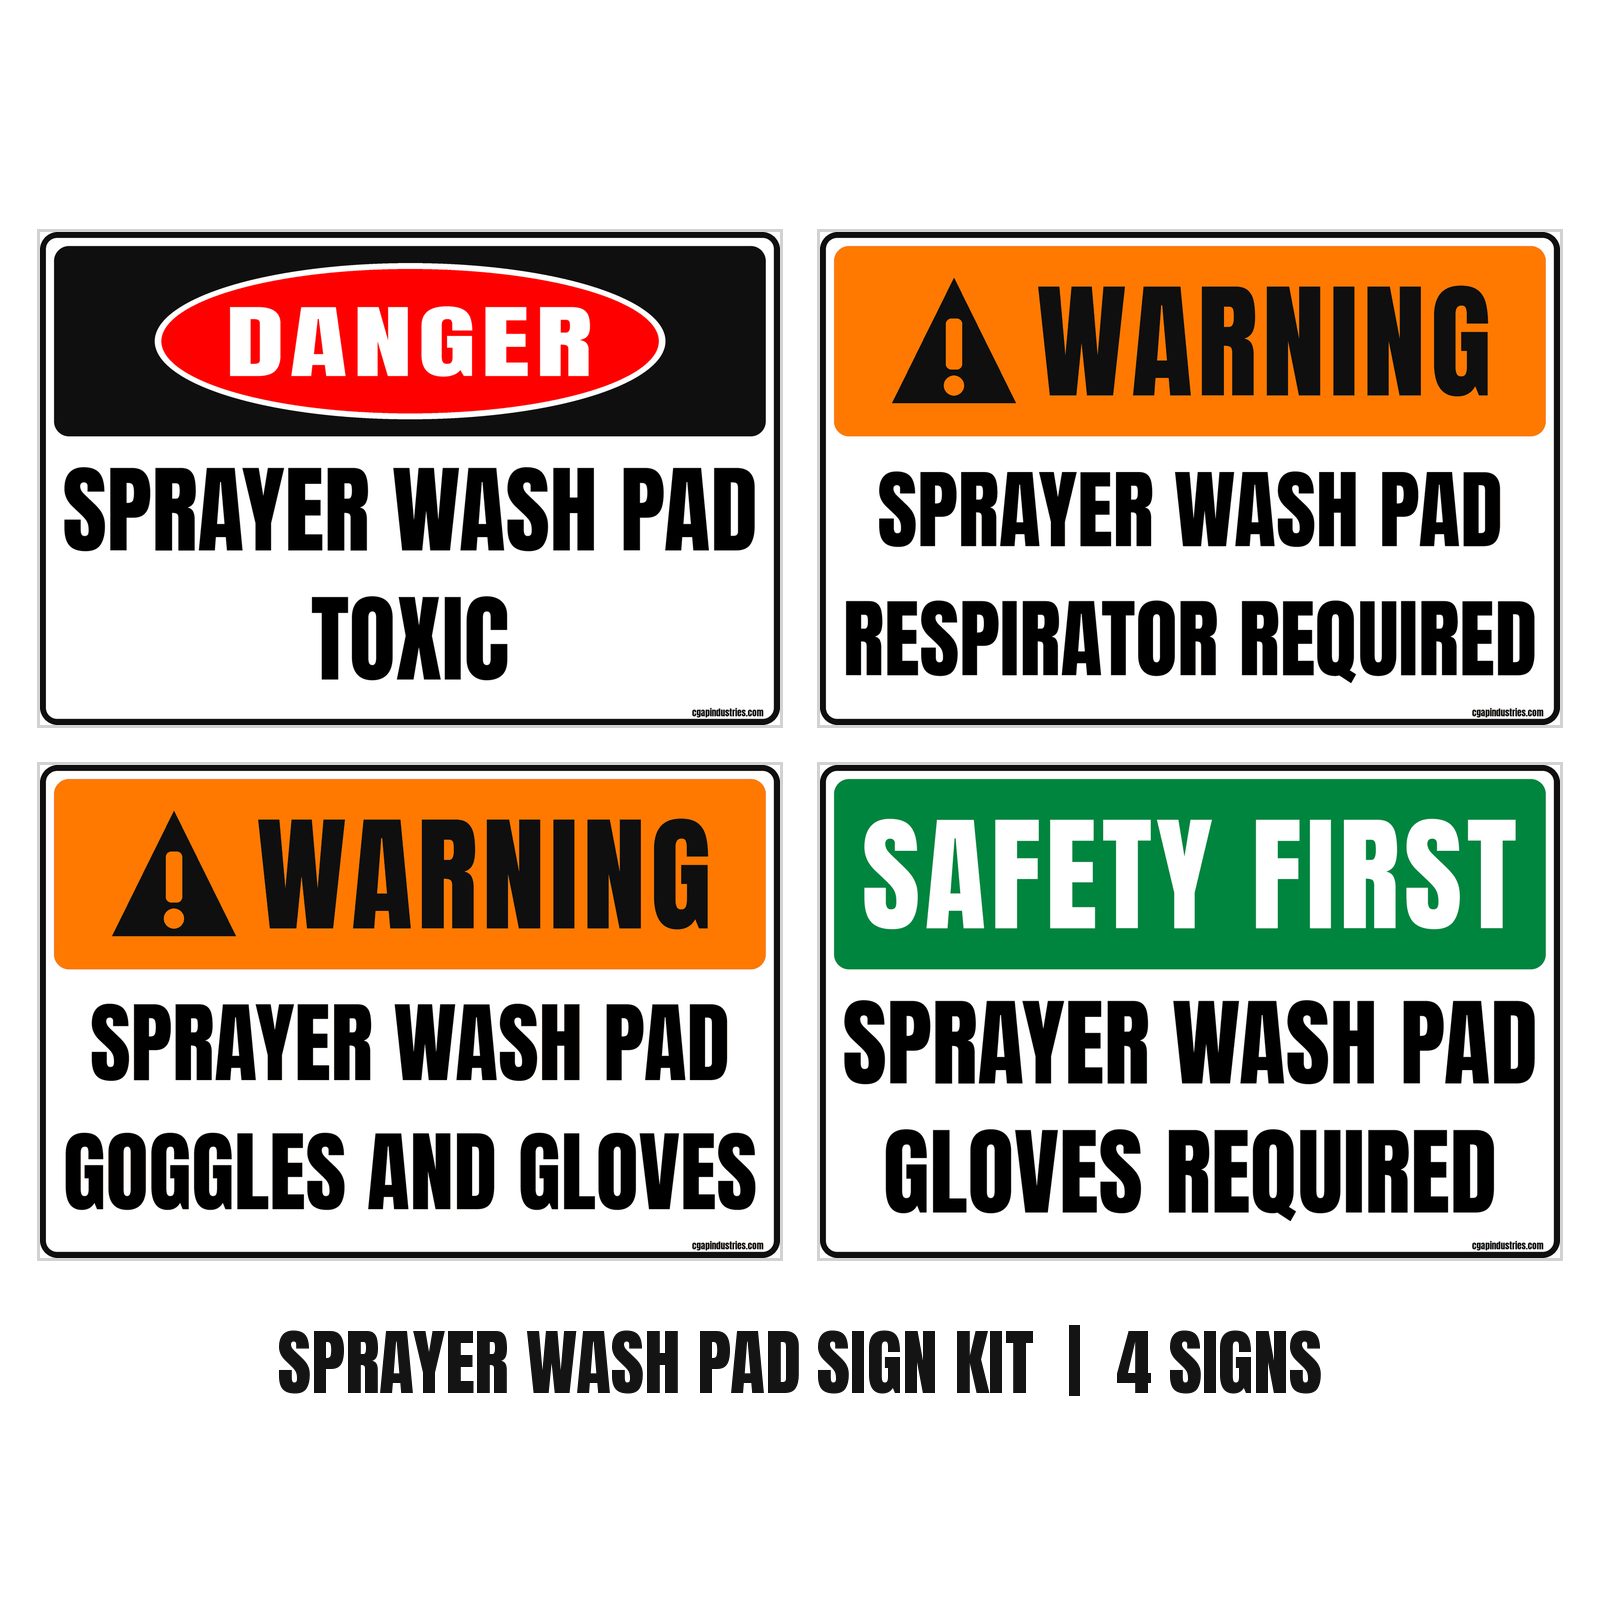 DANGER
SPRAYER WASH PAD
TOXIC
cgapindustries.com
WARNING
SPRAYER WASH PAD
RESPIRATOR REQUIRED
cgapindustries.com
WARNING
SPRAYER WASH PAD
GOGGLES AND GLOVES
cgapindustries.com
SAFETY FIRST
SPRAYER WASH PAD
GLOVES REQUIRED
cgapindustries.com
SPRAYER WASH PAD SIGN KIT | 4 SIGNS